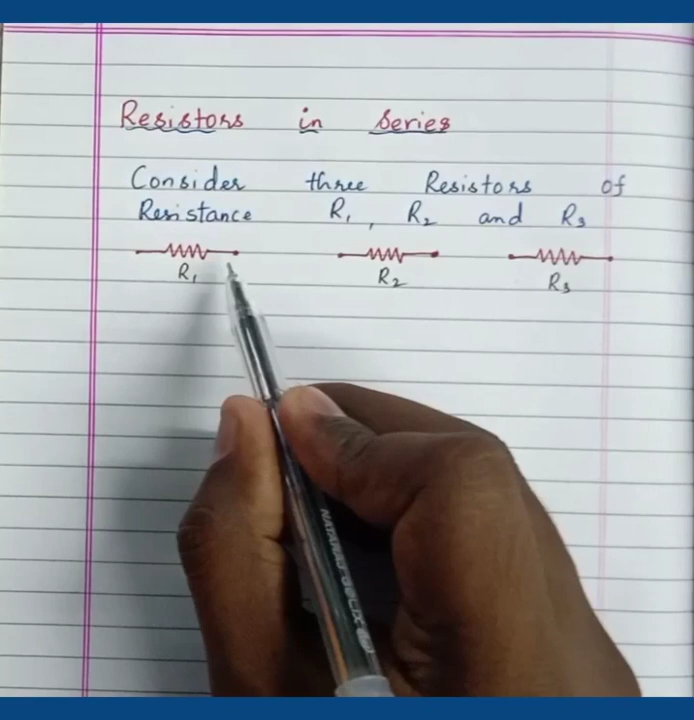 Resistors in Series
Consider three Resistors of
Resistance R₁, R₂ and R₃
R₁ R₂ R₃